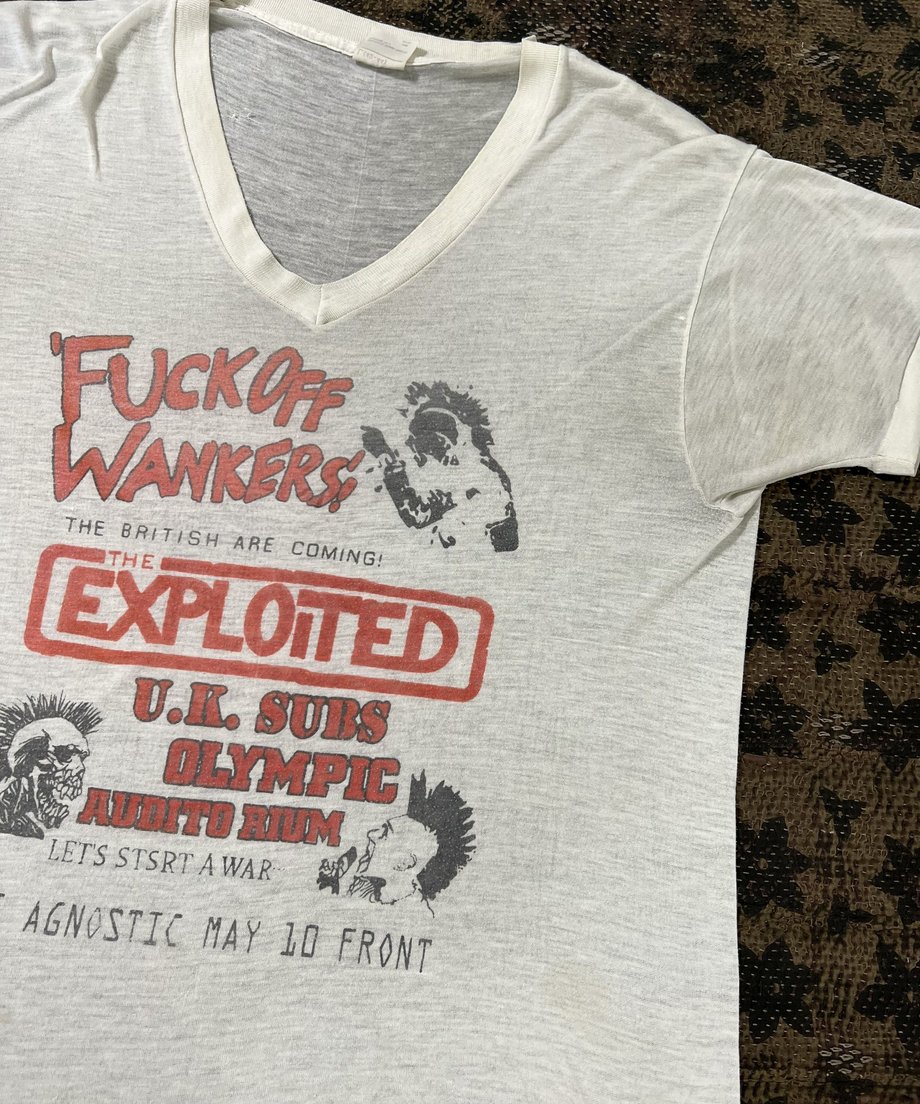 'FUCK OFF
WANKERS!'
THE BRITISH ARE COMING!
THE
EXPLOITED
U.K. SUBS
OLYMPIC
AUDITO RIUM
LET'S STSRT A WAR
AGNOSTIC MAY 10 FRONT